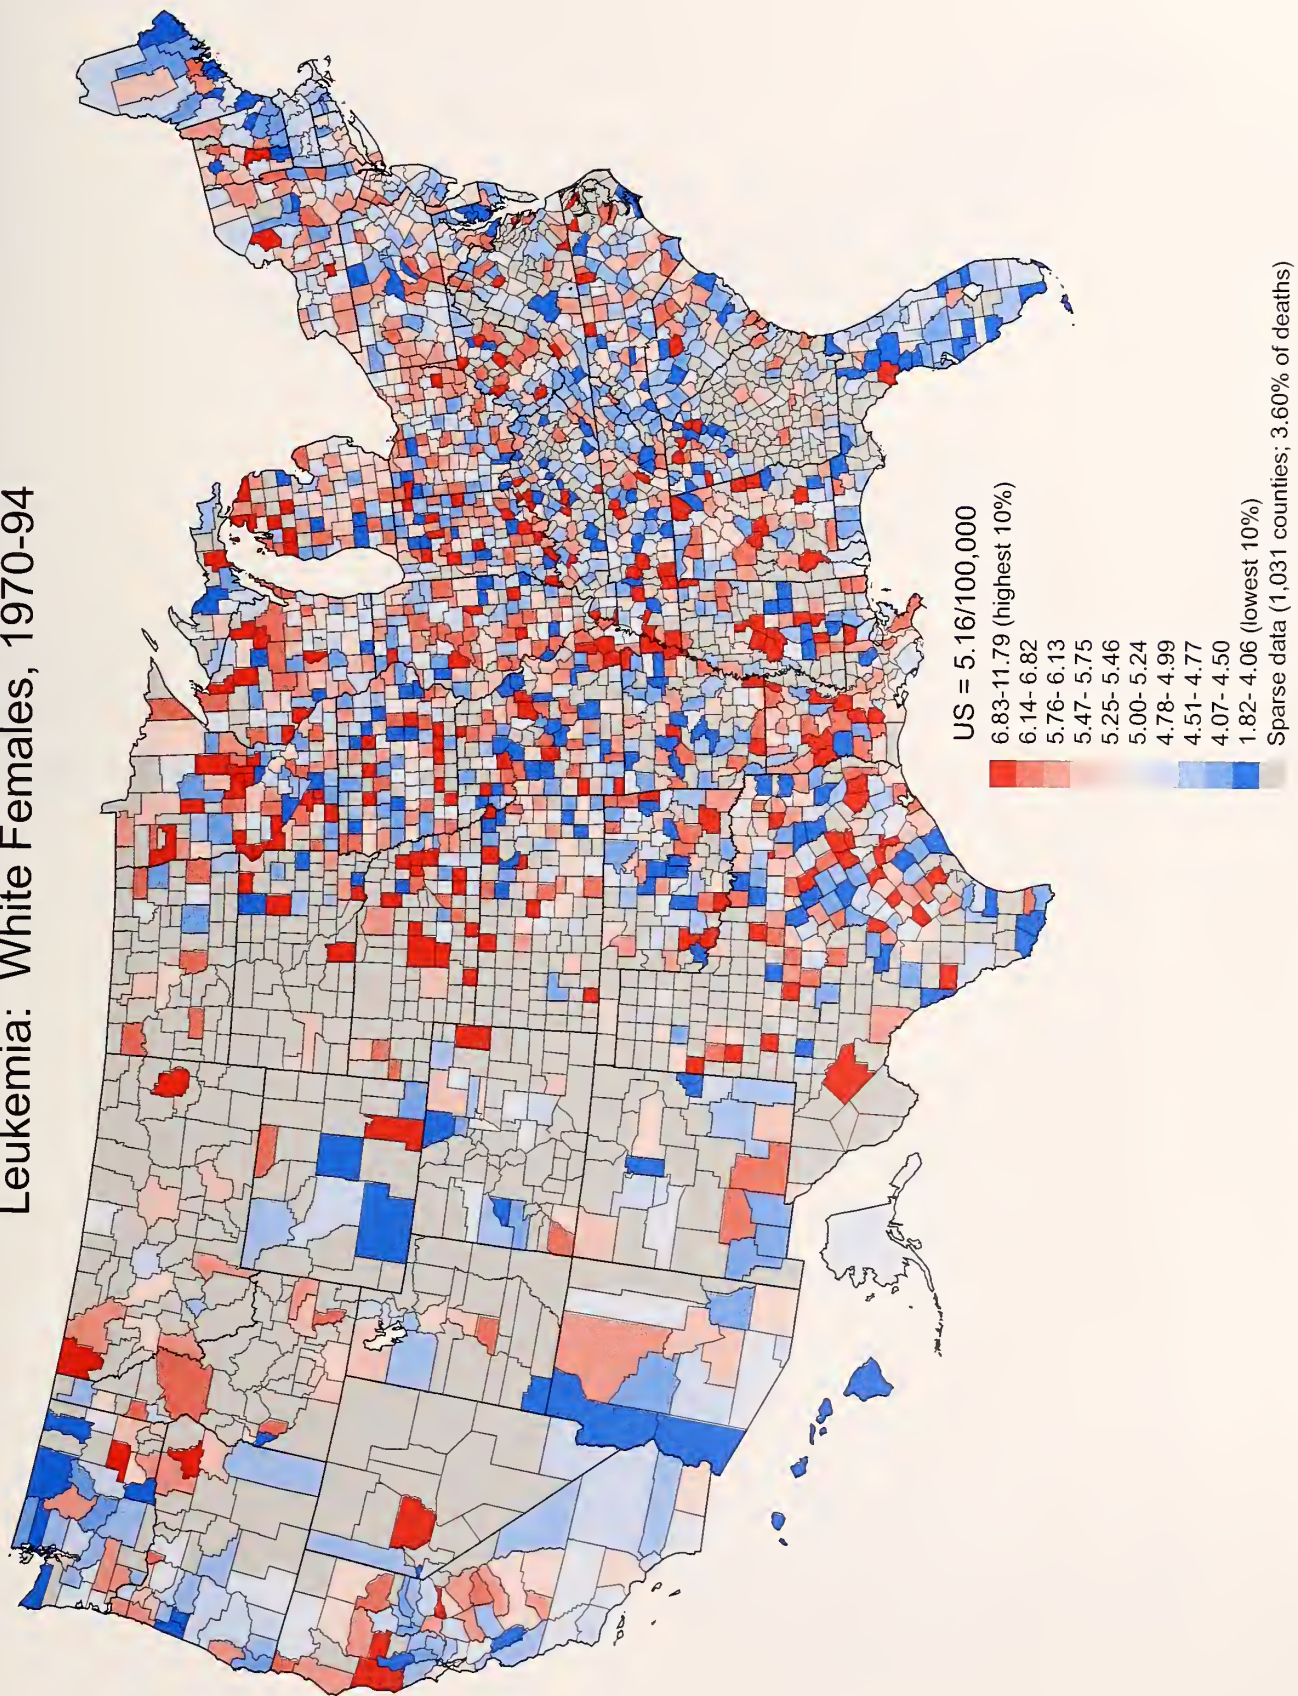 Leukemia: White Females, 1970-94
US = 5.16/100,000
6.83-11.79 (highest 10%)
6.14- 6.82
5.76- 6.13
5.47- 5.75
5.25- 5.46
5.00- 5.24
4.78- 4.99
4.51- 4.77
4.07- 4.50
1.82- 4.06 (lowest 10%)
Sparse data (1,031 counties; 3.60% of deaths)